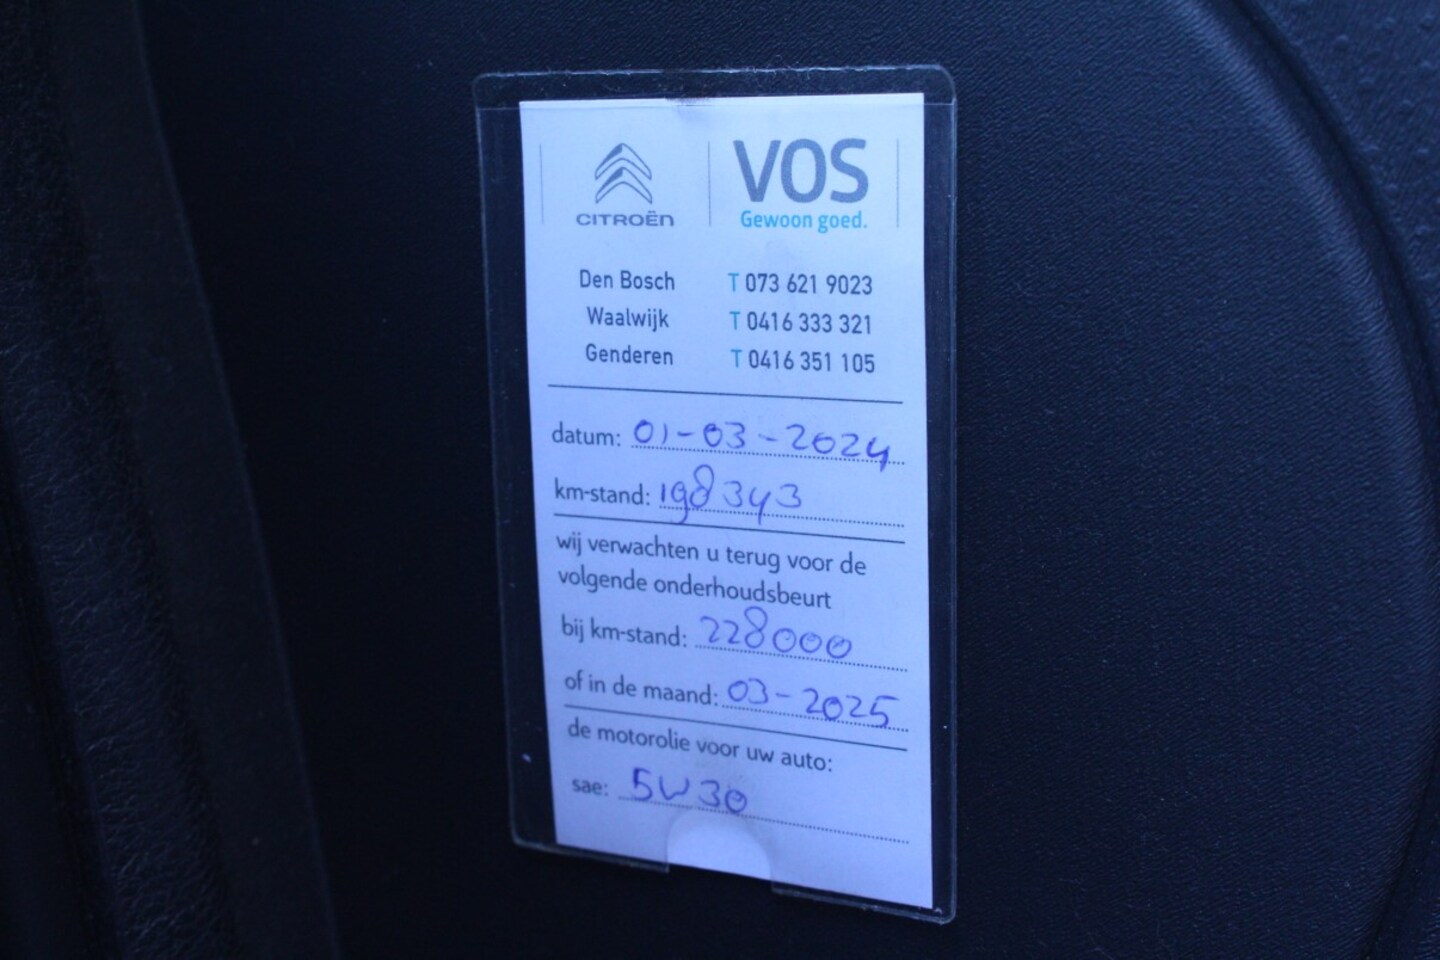 CITROËN
VOS
Gewoon goed.
Den Bosch T 073 621 9023
Waalwijk T 0416 333 321
Genderen T 0416 351 105
datum: 01-03-2024
km-stand: 198343
wij verwachten u terug voor de
volgende onderhoudsbeurt
bij km-stand: 228000
of in de maand: 03-2025
de motorolie voor uw auto:
sae: 5W30